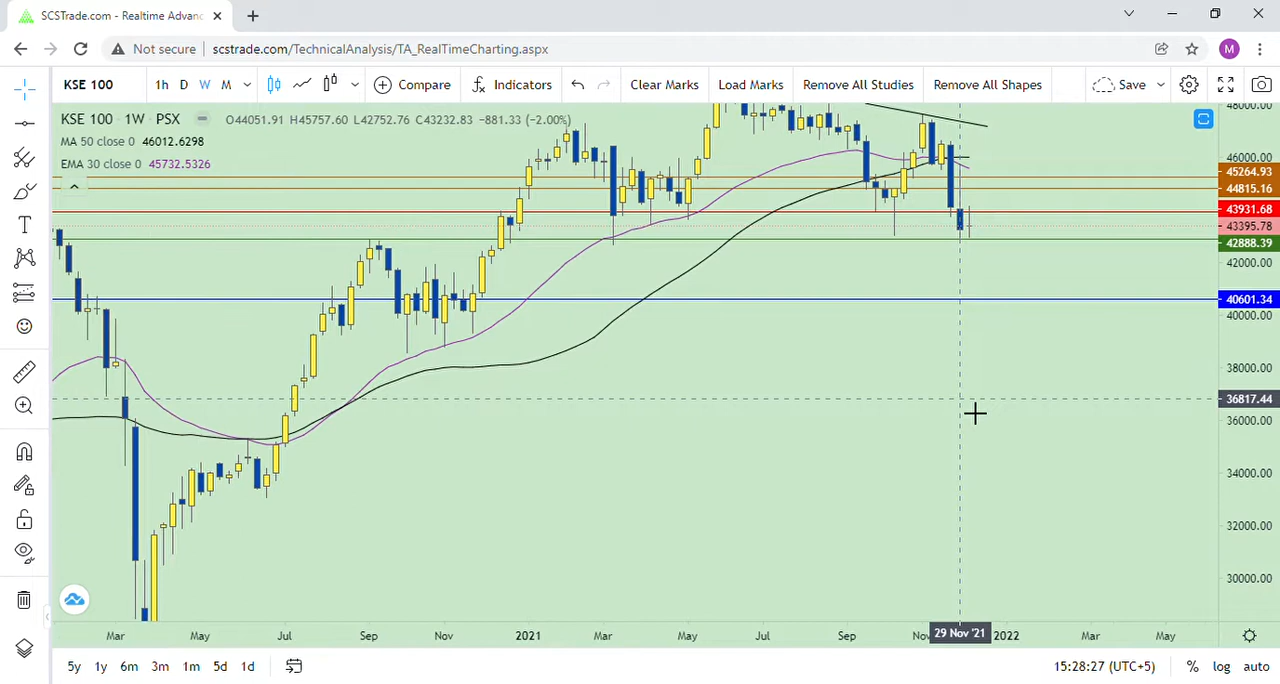 SCSTrade.com - Realtime Advanc
Not secure scstrade.com/TechnicalAnalysis/TA_RealTimeCharting.aspx
M
KSE 100 1h D W M Compare Indicators Clear Marks Load Marks Remove All Studies Remove All Shapes Save
KSE 100 · 1W · PSX O44051.91 H45757.60 L42752.76 C43232.83 -881.33 (-2.00%)
MA 50 close 0 46012.6298
EMA 30 close 0 45732.5326
48000.00
46000.00
45264.93
44815.16
43931.68
43395.78
42888.39
42000.00
40601.34
40000.00
38000.00
36817.44
36000.00
34000.00
32000.00
30000.00
Mar May Jul Sep Nov 2021 Mar May Jul Sep Nov 29 Nov '21 2022 Mar May
5y 1y 6m 3m 1m 5d 1d 15:28:27 (UTC+5) % log auto